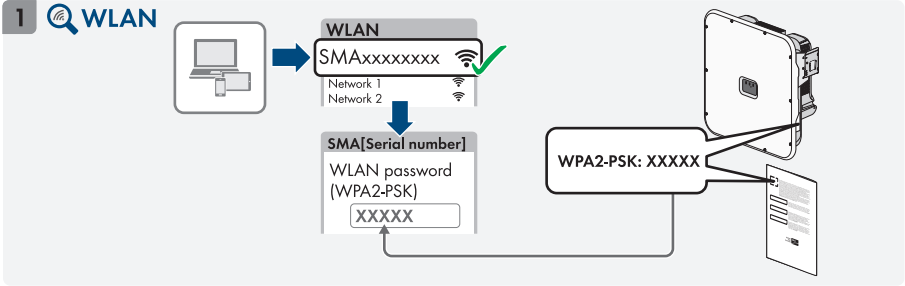 1 WLAN
WLAN
SMAxxxxxxxx
Network 1
Network 2
SMA[Serial number]
WLAN password
(WPA2-PSK)
XXXXX
WPA2-PSK: XXXXX